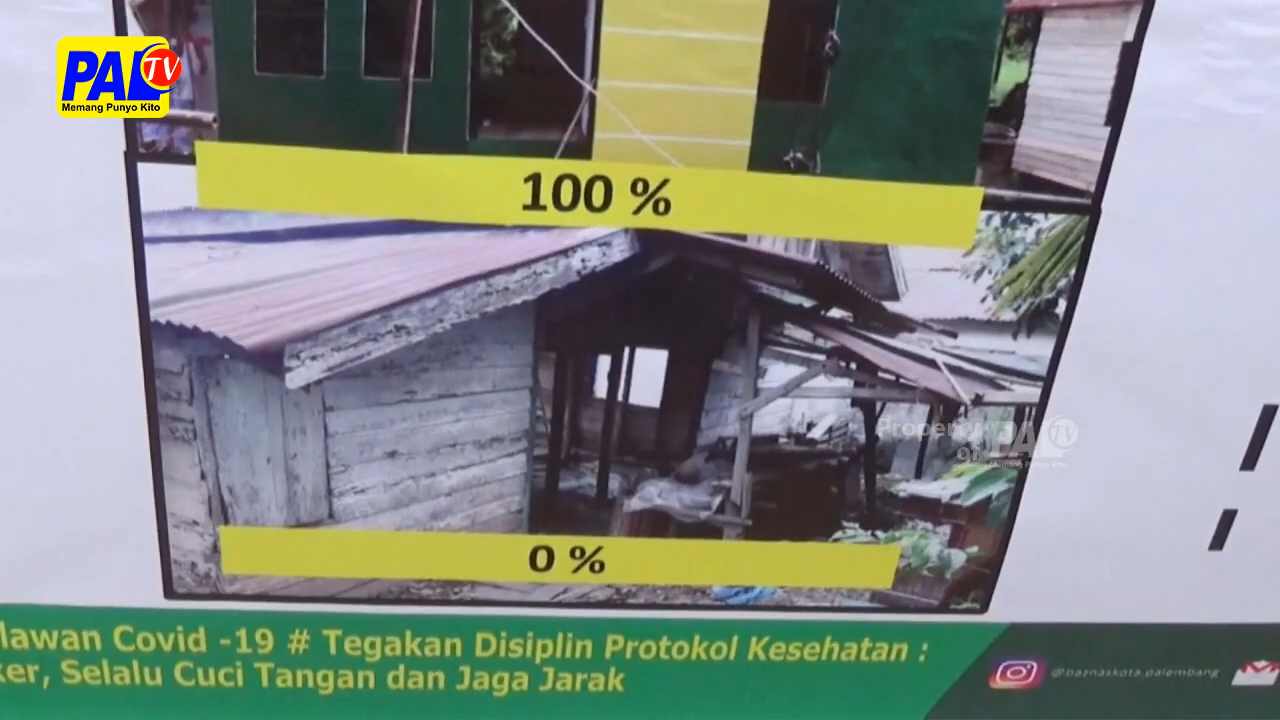 PAL TV
Memang Punyo Kito
100 %
0 %
Property
of PAL TV
Memang Punyo Kito
lawan Covid -19 # Tegakan Disiplin Protokol Kesehatan :
ker, Selalu Cuci Tangan dan Jaga Jarak
@baznaskota.palembang